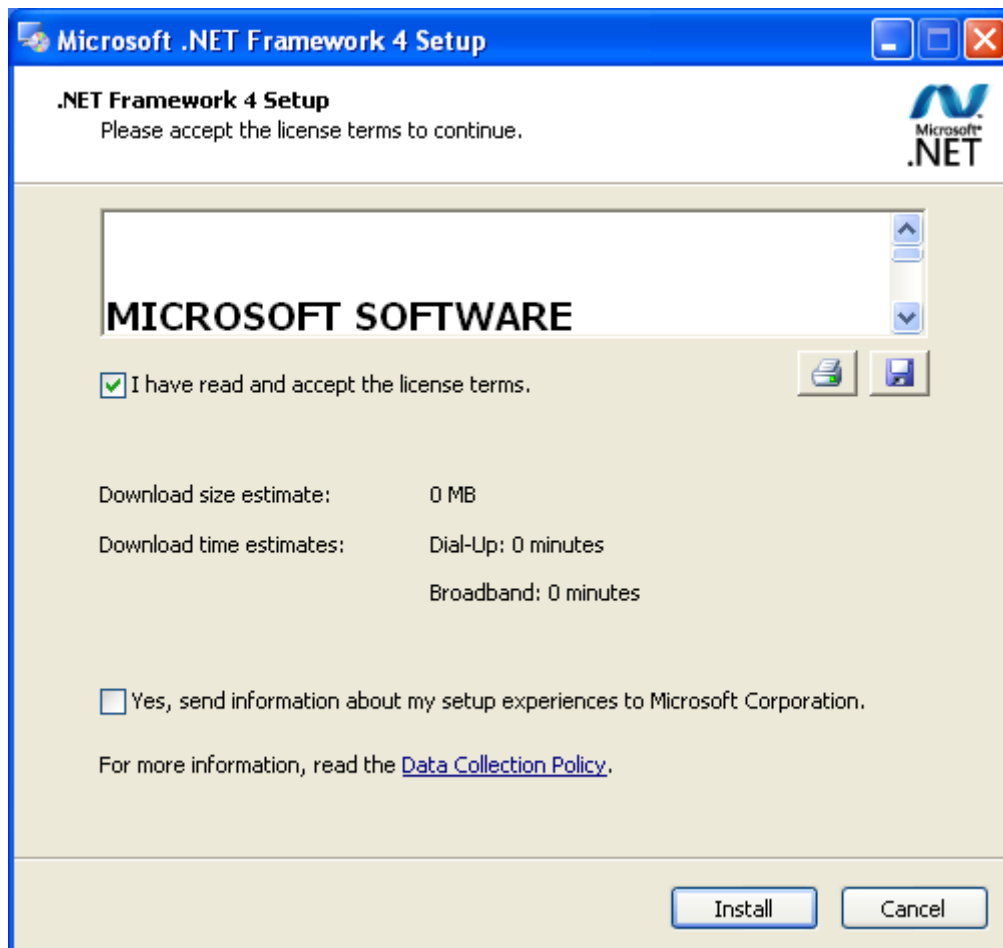 Microsoft .NET Framework 4 Setup
.NET Framework 4 Setup
Please accept the license terms to continue.
Microsoft
.NET
MICROSOFT SOFTWARE
I have read and accept the license terms.
Download size estimate: 0 MB
Download time estimates: Dial-Up: 0 minutes
Broadband: 0 minutes
Yes, send information about my setup experiences to Microsoft Corporation.
For more information, read the Data Collection Policy.
Install Cancel